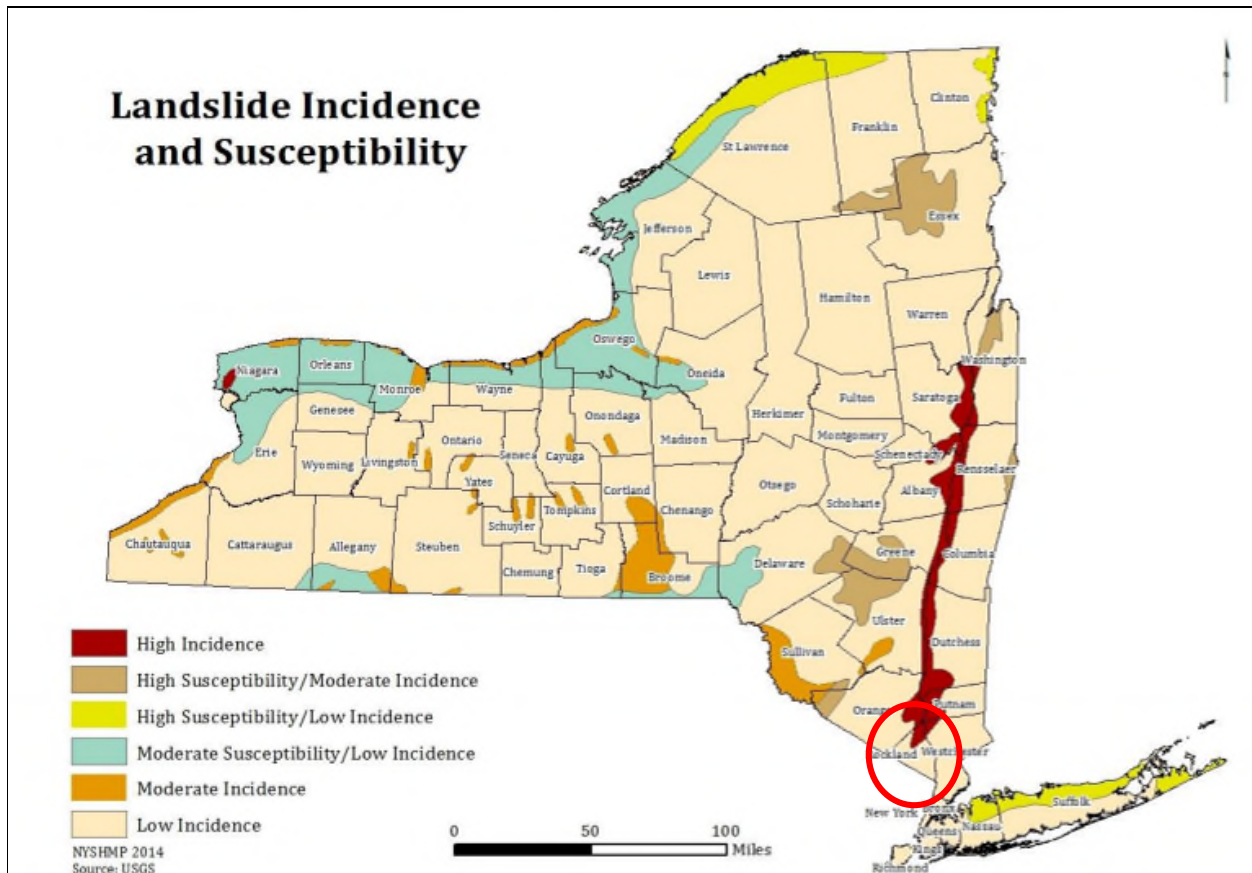 Landslide Incidence
and Susceptibility
Clinton
Franklin
St Lawrence
Essex
Jefferson
Lewis
Hamilton
Warren
Washington
Oswego
Oneida
Niagara
Orleans
Monroe
Wayne
Genesee
Onondaga
Madison
Herkimer
Fulton
Saratoga
Montgomery
Schenectady
Rensselaer
Erie
Wyoming
Livingston
Ontario
Seneca
Cayuga
Yates
Cortland
Chenango
Otsego
Schoharie
Albany
Chautauqua
Cattaraugus
Allegany
Steuben
Schuyler
Tompkins
Chemung
Tioga
Broome
Delaware
Greene
Columbia
Ulster
Dutchess
Sullivan
Orange
Putnam
ockland
Westchester
New York
Bronx
Queens
Kings
Richmond
Nassau
Suffolk
High Incidence
High Susceptibility/Moderate Incidence
High Susceptibility/Low Incidence
Moderate Susceptibility/Low Incidence
Moderate Incidence
Low Incidence
NYSHMP 2014
Source: USGS
0 50 100
Miles